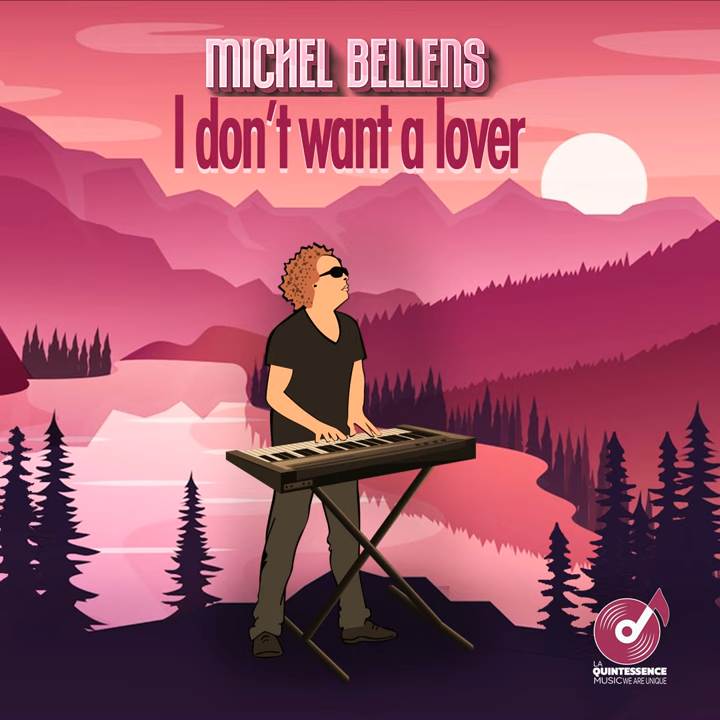 MICHEL BELLENS
I don't want a lover
LA
QUINTESSENCE
MUSIC WE ARE UNIQUE